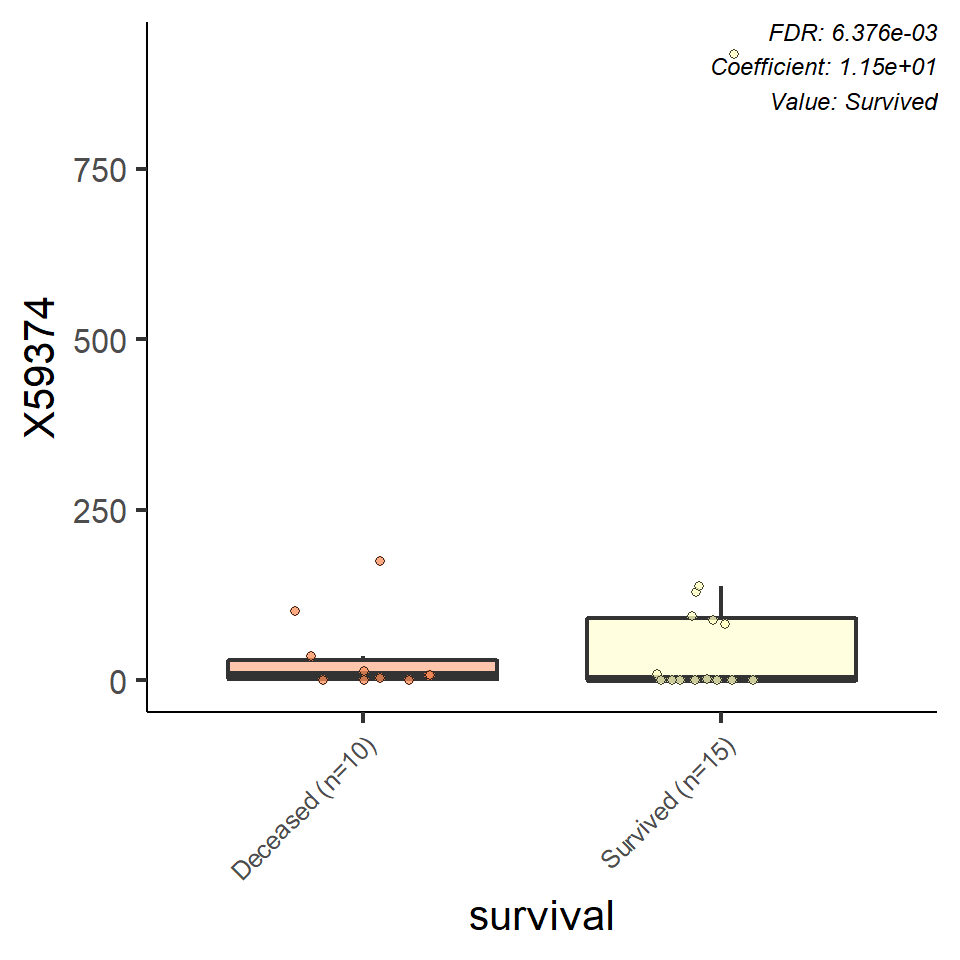 FDR: 6.376e-03
Coefficient: 1.15e+01
Value: Survived
750
500
250
0
X59374
Deceased (n=10)
Survived (n=15)
survival